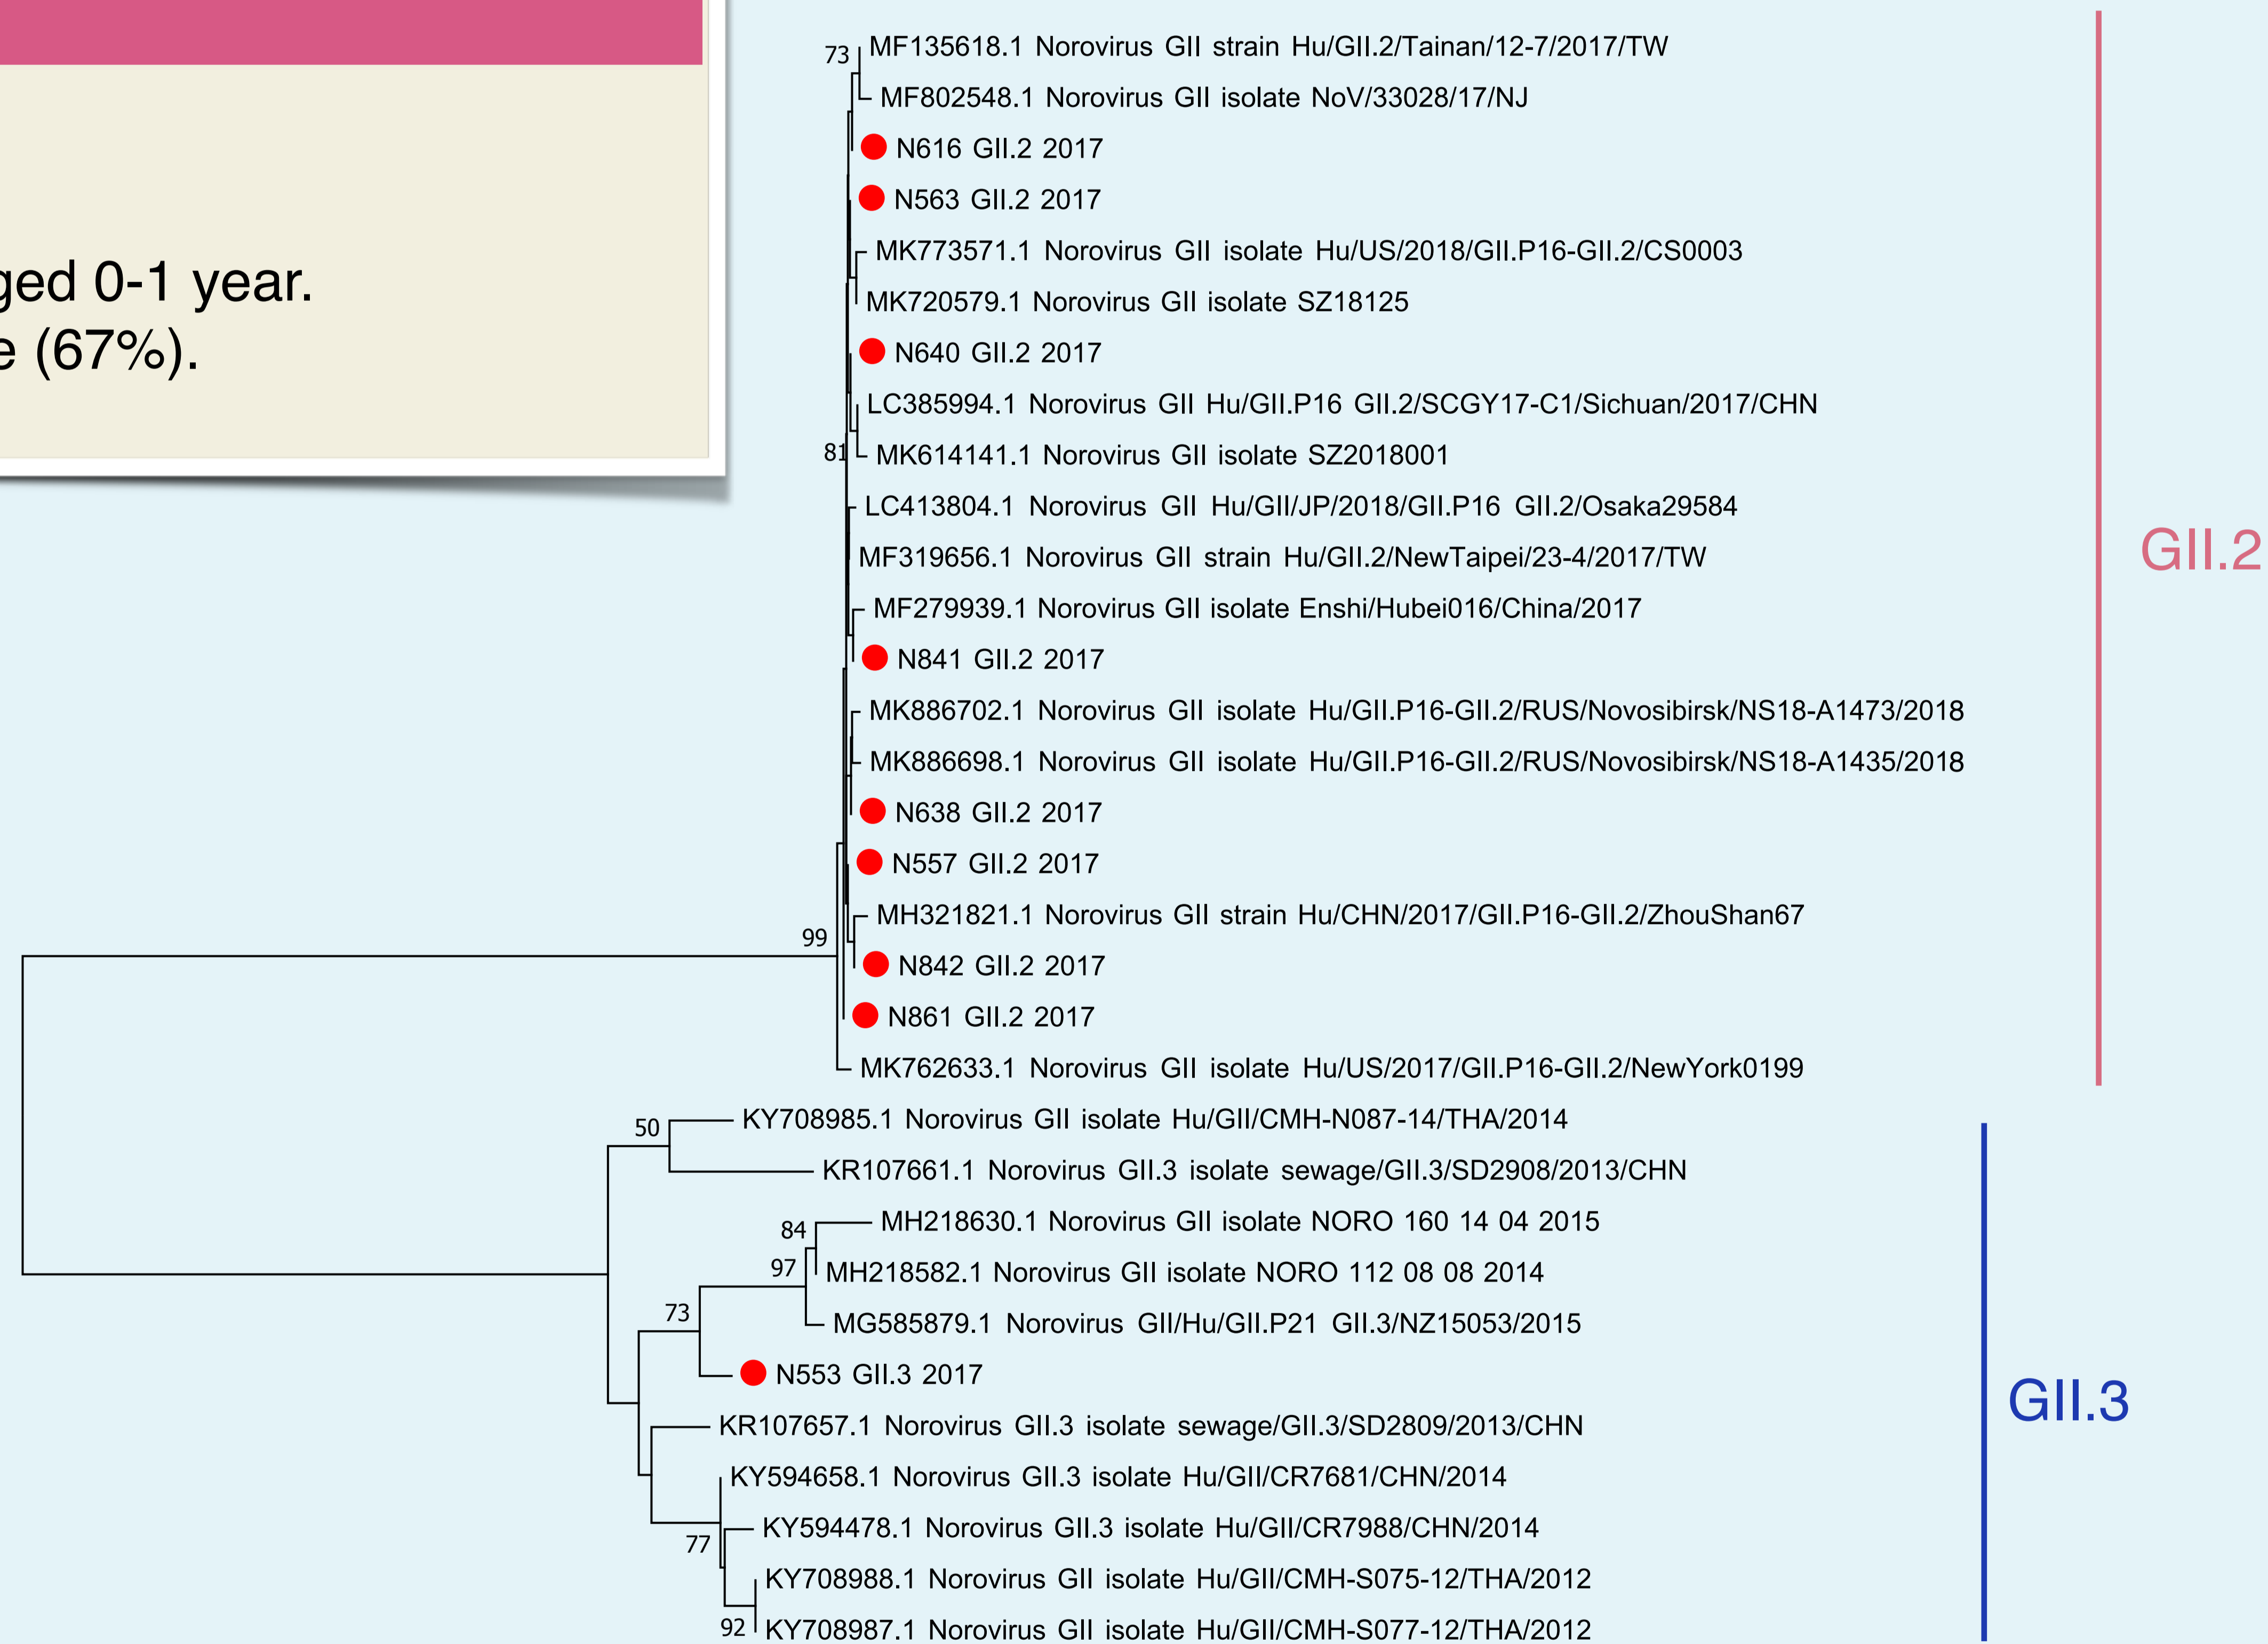 ged 0-1 year.
e (67%).
73
MF135618.1 Norovirus GII strain Hu/GII.2/Tainan/12-7/2017/TW
MF802548.1 Norovirus GII isolate NoV/33028/17/NJ
N616 GII.2 2017
N563 GII.2 2017
MK773571.1 Norovirus GII isolate Hu/US/2018/GII.P16-GII.2/CS0003
MK720579.1 Norovirus GII isolate SZ18125
N640 GII.2 2017
LC385994.1 Norovirus GII Hu/GII.P16 GII.2/SCGY17-C1/Sichuan/2017/CHN
81
MK614141.1 Norovirus GII isolate SZ2018001
LC413804.1 Norovirus GII Hu/GII/JP/2018/GII.P16 GII.2/Osaka29584
MF319656.1 Norovirus GII strain Hu/GII.2/NewTaipei/23-4/2017/TW
GII.2
MF279939.1 Norovirus GII isolate Enshi/Hubei016/China/2017
N841 GII.2 2017
MK886702.1 Norovirus GII isolate Hu/GII.P16-GII.2/RUS/Novosibirsk/NS18-A1473/2018
MK886698.1 Norovirus GII isolate Hu/GII.P16-GII.2/RUS/Novosibirsk/NS18-A1435/2018
N638 GII.2 2017
N557 GII.2 2017
MH321821.1 Norovirus GII strain Hu/CHN/2017/GII.P16-GII.2/ZhouShan67
99
N842 GII.2 2017
N861 GII.2 2017
MK762633.1 Norovirus GII isolate Hu/US/2017/GII.P16-GII.2/NewYork0199
50
KY708985.1 Norovirus GII isolate Hu/GII/CMH-N087-14/THA/2014
KR107661.1 Norovirus GII.3 isolate sewage/GII.3/SD2908/2013/CHN
84
MH218630.1 Norovirus GII isolate NORO 160 14 04 2015
97
MH218582.1 Norovirus GII isolate NORO 112 08 08 2014
73
MG585879.1 Norovirus GII/Hu/GII.P21 GII.3/NZ15053/2015
N553 GII.3 2017
GII.3
KR107657.1 Norovirus GII.3 isolate sewage/GII.3/SD2809/2013/CHN
KY594658.1 Norovirus GII.3 isolate Hu/GII/CR7681/CHN/2014
77
KY594478.1 Norovirus GII.3 isolate Hu/GII/CR7988/CHN/2014
KY708988.1 Norovirus GII isolate Hu/GII/CMH-S075-12/THA/2012
92
KY708987.1 Norovirus GII isolate Hu/GII/CMH-S077-12/THA/2012